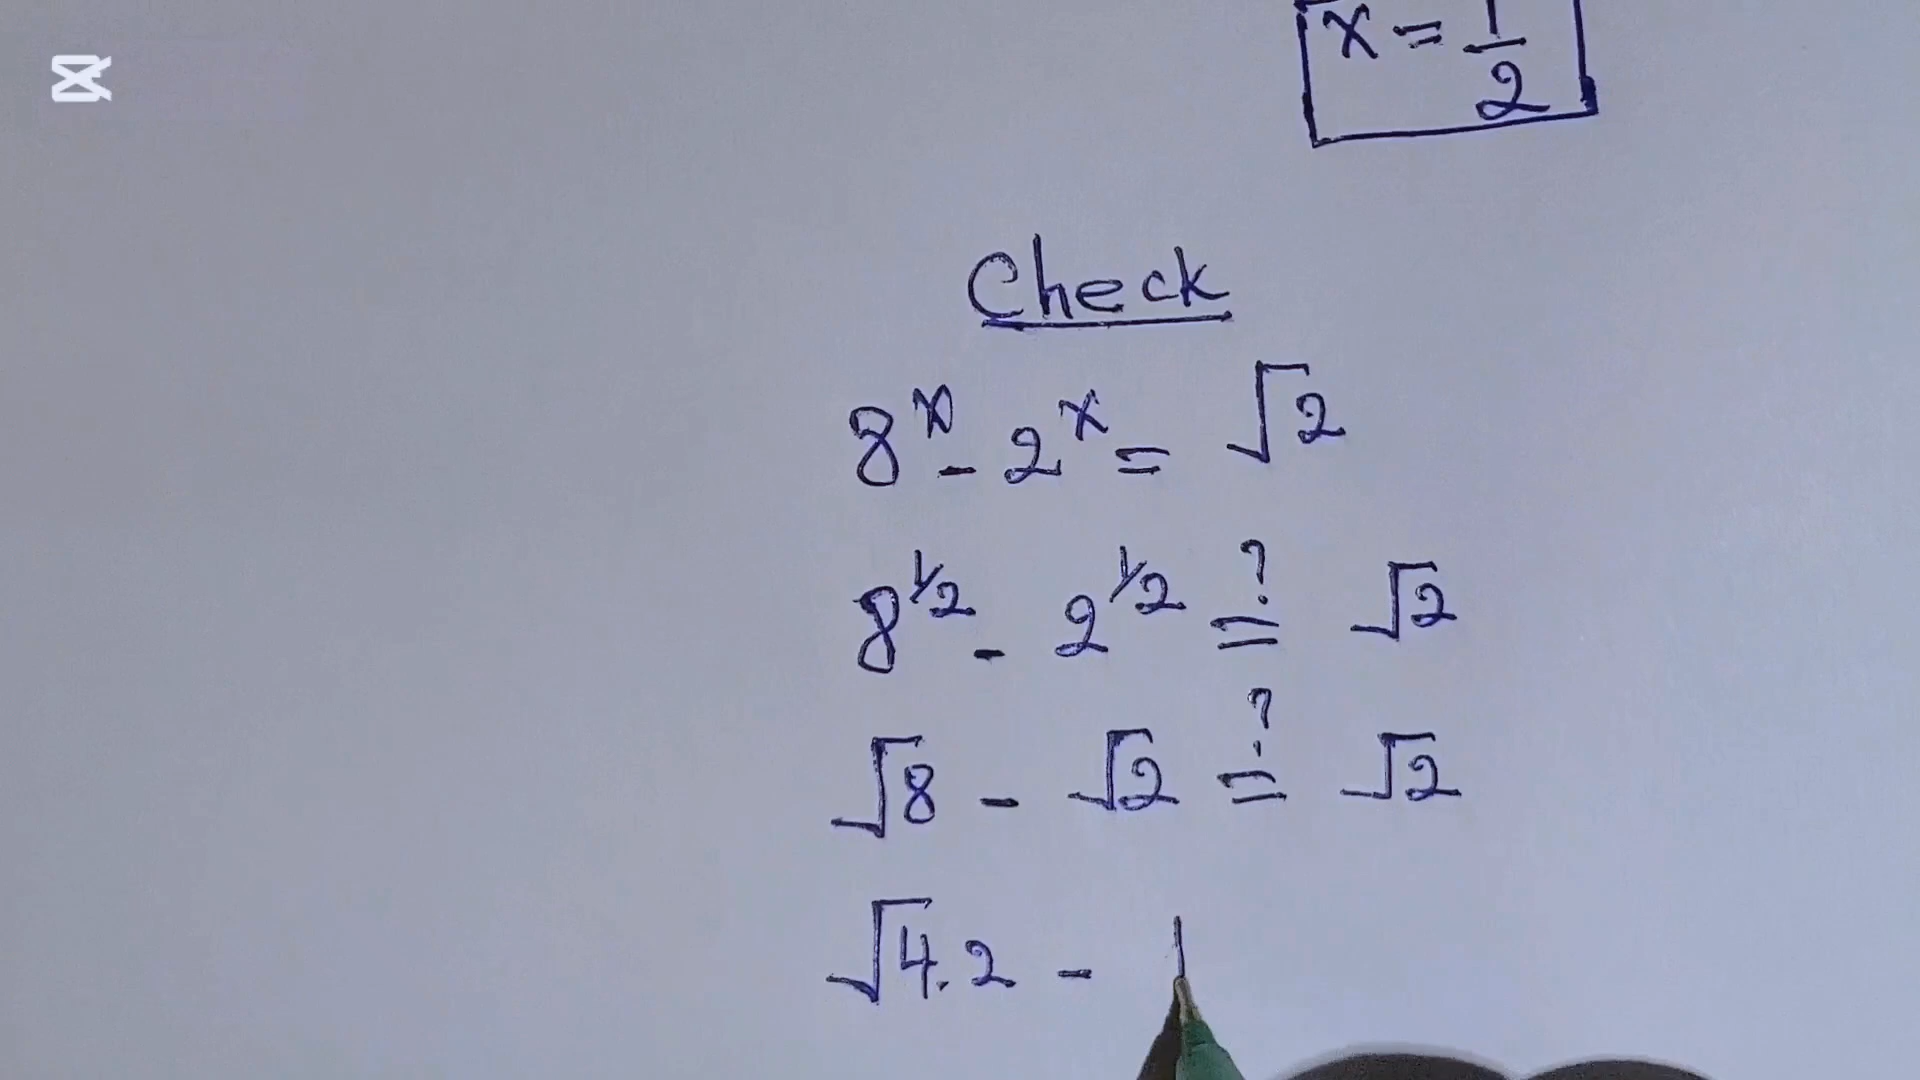 x = 1/2
Check
8^x - 2^x = √2
8^1/2 - 2^1/2 =? √2
√8 - √2 =? √2
√4.2 -